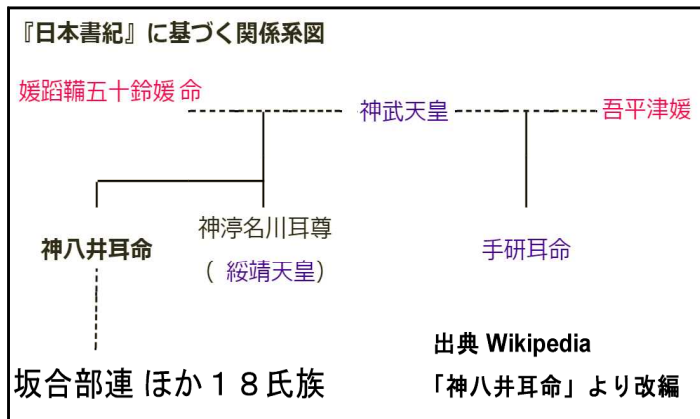 『日本書紀』に基づく関係系図
媛蹈鞴五十鈴媛 命
神武天皇
吾平津媛
神八井耳命
神渟名川耳尊
( 綏靖天皇)
手研耳命
坂合部連 ほか１８氏族
出典 Wikipedia
「神八井耳命」より改編